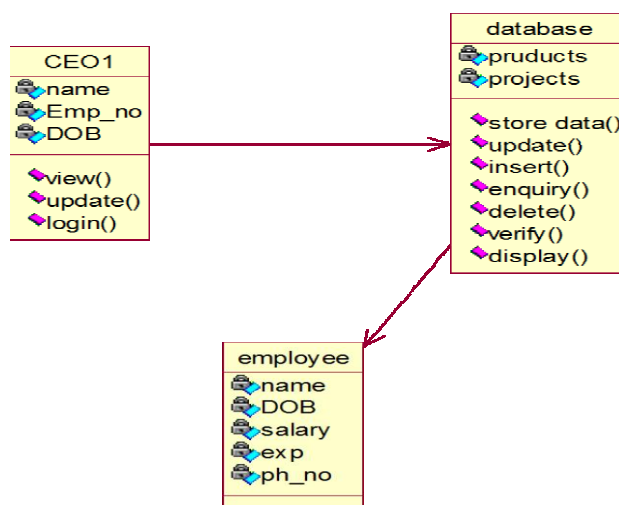 CEO1
name
Emp_no
DOB
view()
update()
login()
database
pruducts
projects
store data()
update()
insert()
enquiry()
delete()
verify()
display()
employee
name
DOB
salary
exp
ph_no